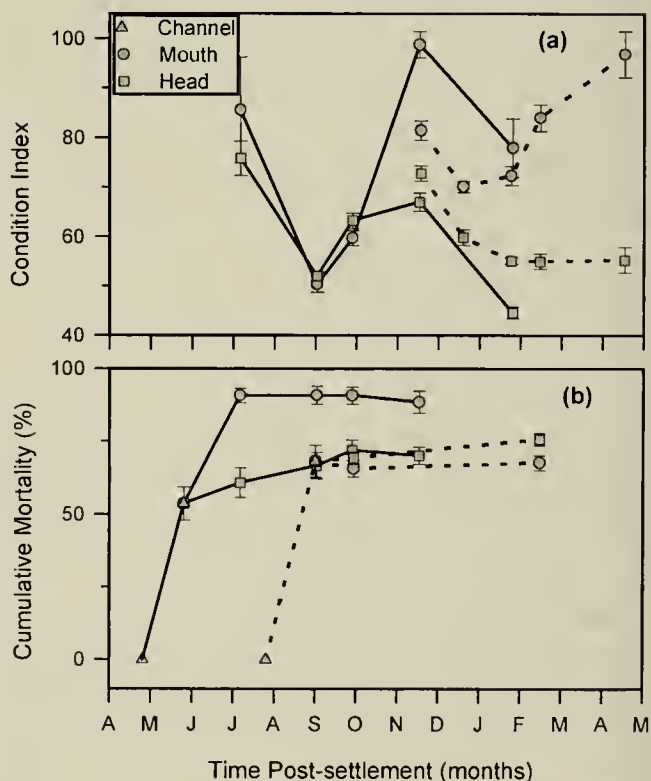 Channel
Mouth
Head
(a)
Condition Index
100
80
60
40
(b)
Cumulative Mortality (%)
100
50
0
A M J J A S O N J F M A M
Time Post-settlement (months)